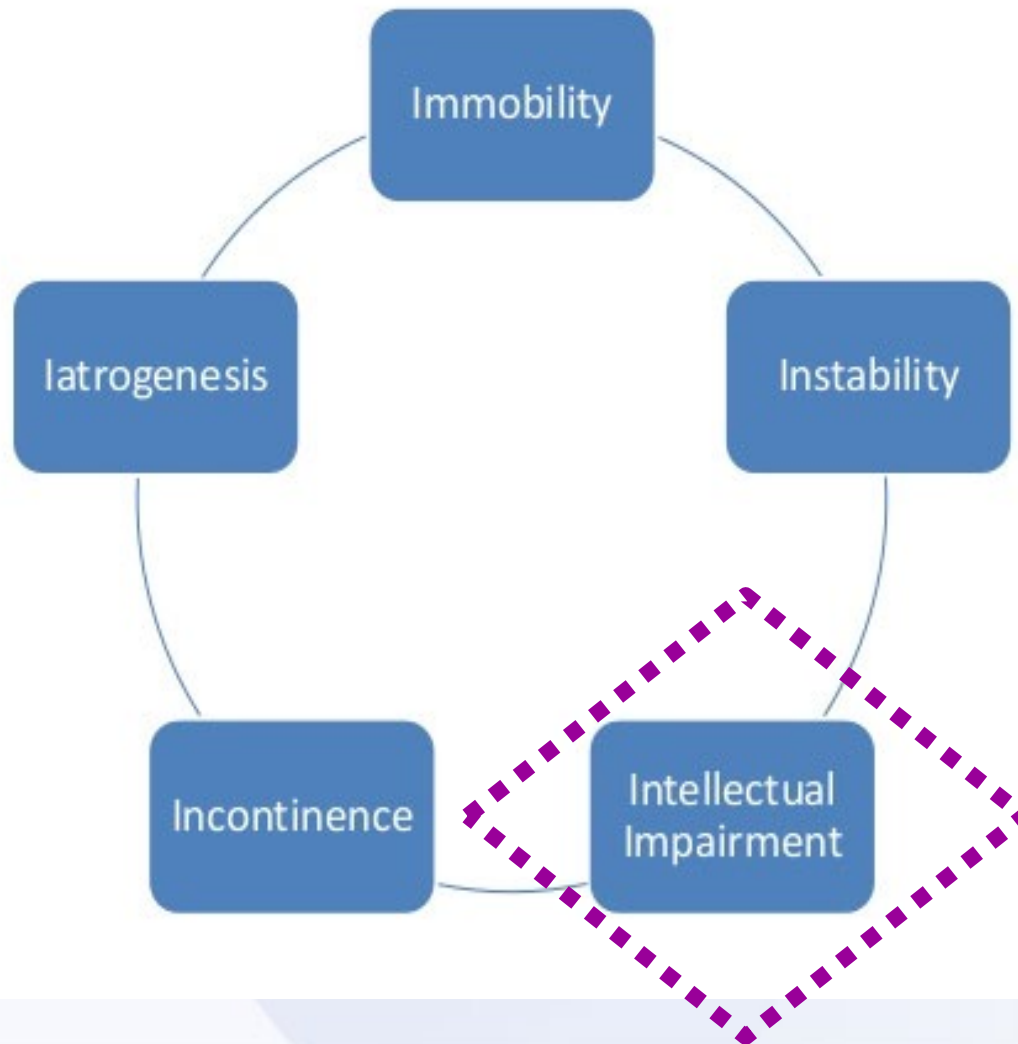 Immobility
Iatrogenesis
Instability
Incontinence
Intellectual
Impairment